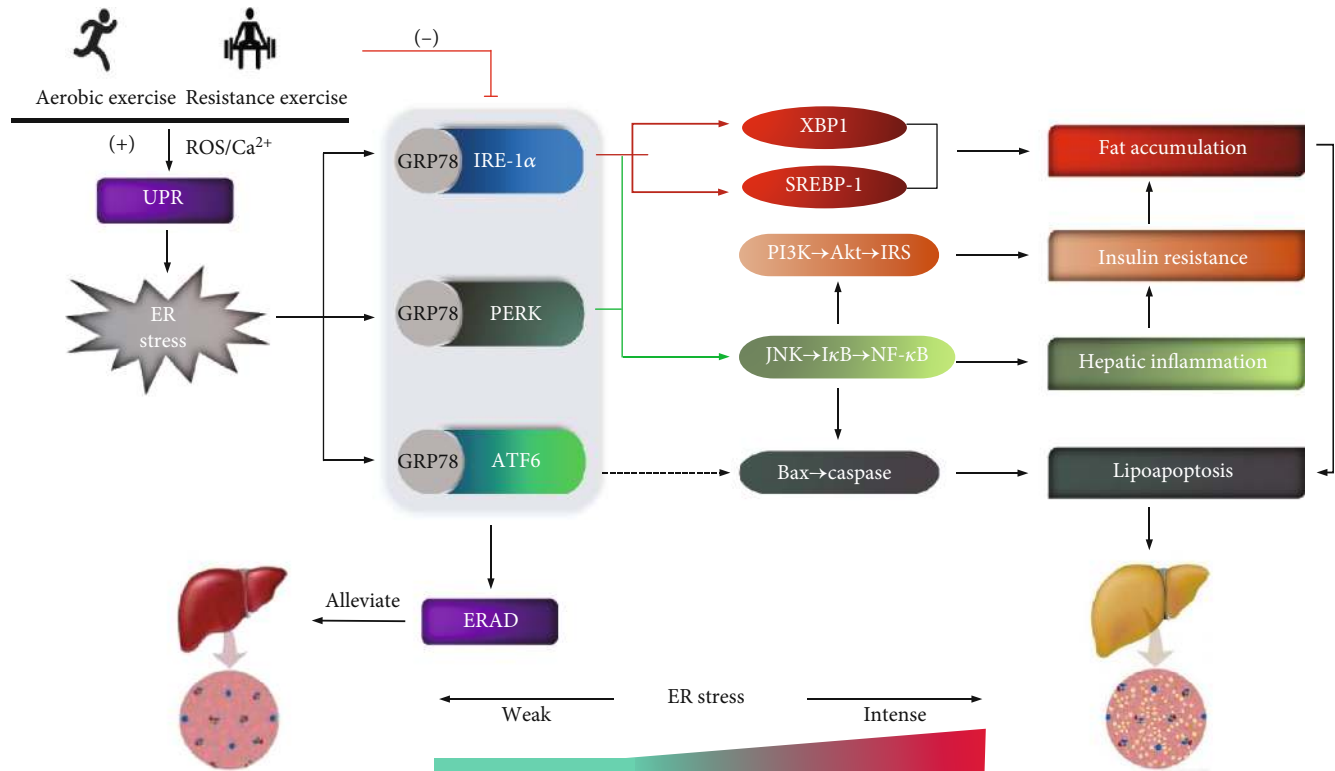 (–)
Aerobic exercise
Resistance exercise
(+)
ROS/Ca²⁺
UPR
ER
stress
GRP78
IRE-1α
GRP78
PERK
GRP78
ATF6
XBP1
SREBP-1
PI3K→Akt→IRS
JNK→IκB→NF-κB
Bax→caspase
Fat accumulation
Insulin resistance
Hepatic inflammation
Lipoapoptosis
Alleviate
ERAD
ER stress
Weak
Intense